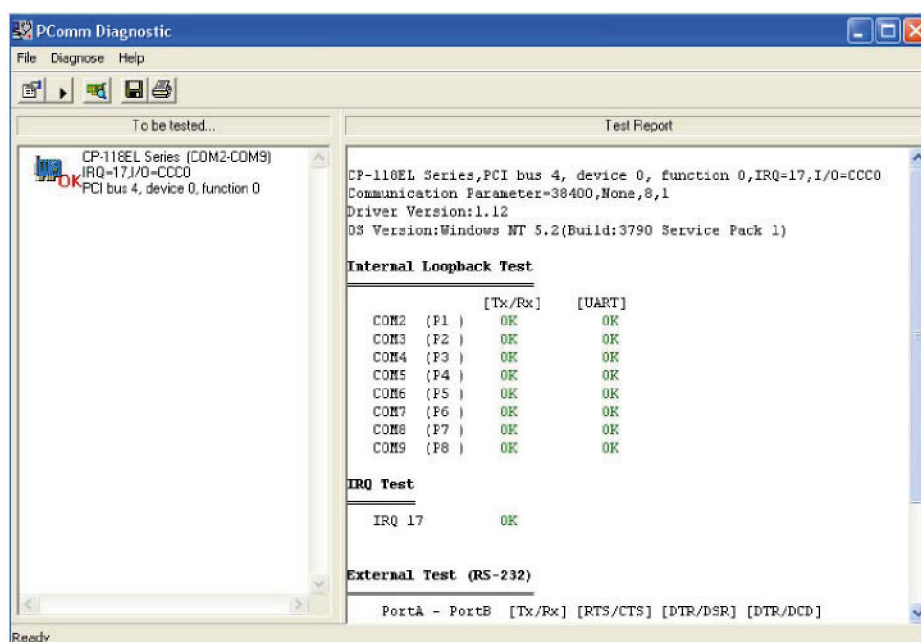 PComm Diagnostic
File Diagnose Help
To be tested...
CP-118EL Series (COM2-COM9)
IRQ=17,I/O=CCC0
PCI bus 4, device 0, function 0
OK
Test Report
CP-118EL Series,PCI bus 4, device 0, function 0,IRQ=17,I/O=CCC0
Communication Parameter=38400,None,8,1
Driver Version:1.12
OS Version:Windows NT 5.2(Build:3790 Service Pack 1)
Internal Loopback Test
[Tx/Rx] [UART]
COM2 (P1 ) OK OK
COM3 (P2 ) OK OK
COM4 (P3 ) OK OK
COM5 (P4 ) OK OK
COM6 (P5 ) OK OK
COM7 (P6 ) OK OK
COM8 (P7 ) OK OK
COM9 (P8 ) OK OK
IRQ Test
IRQ 17 OK
External Test (RS-232)
PortA - PortB [Tx/Rx] [RTS/CTS] [DTR/DSR] [DTR/DCD]
Ready